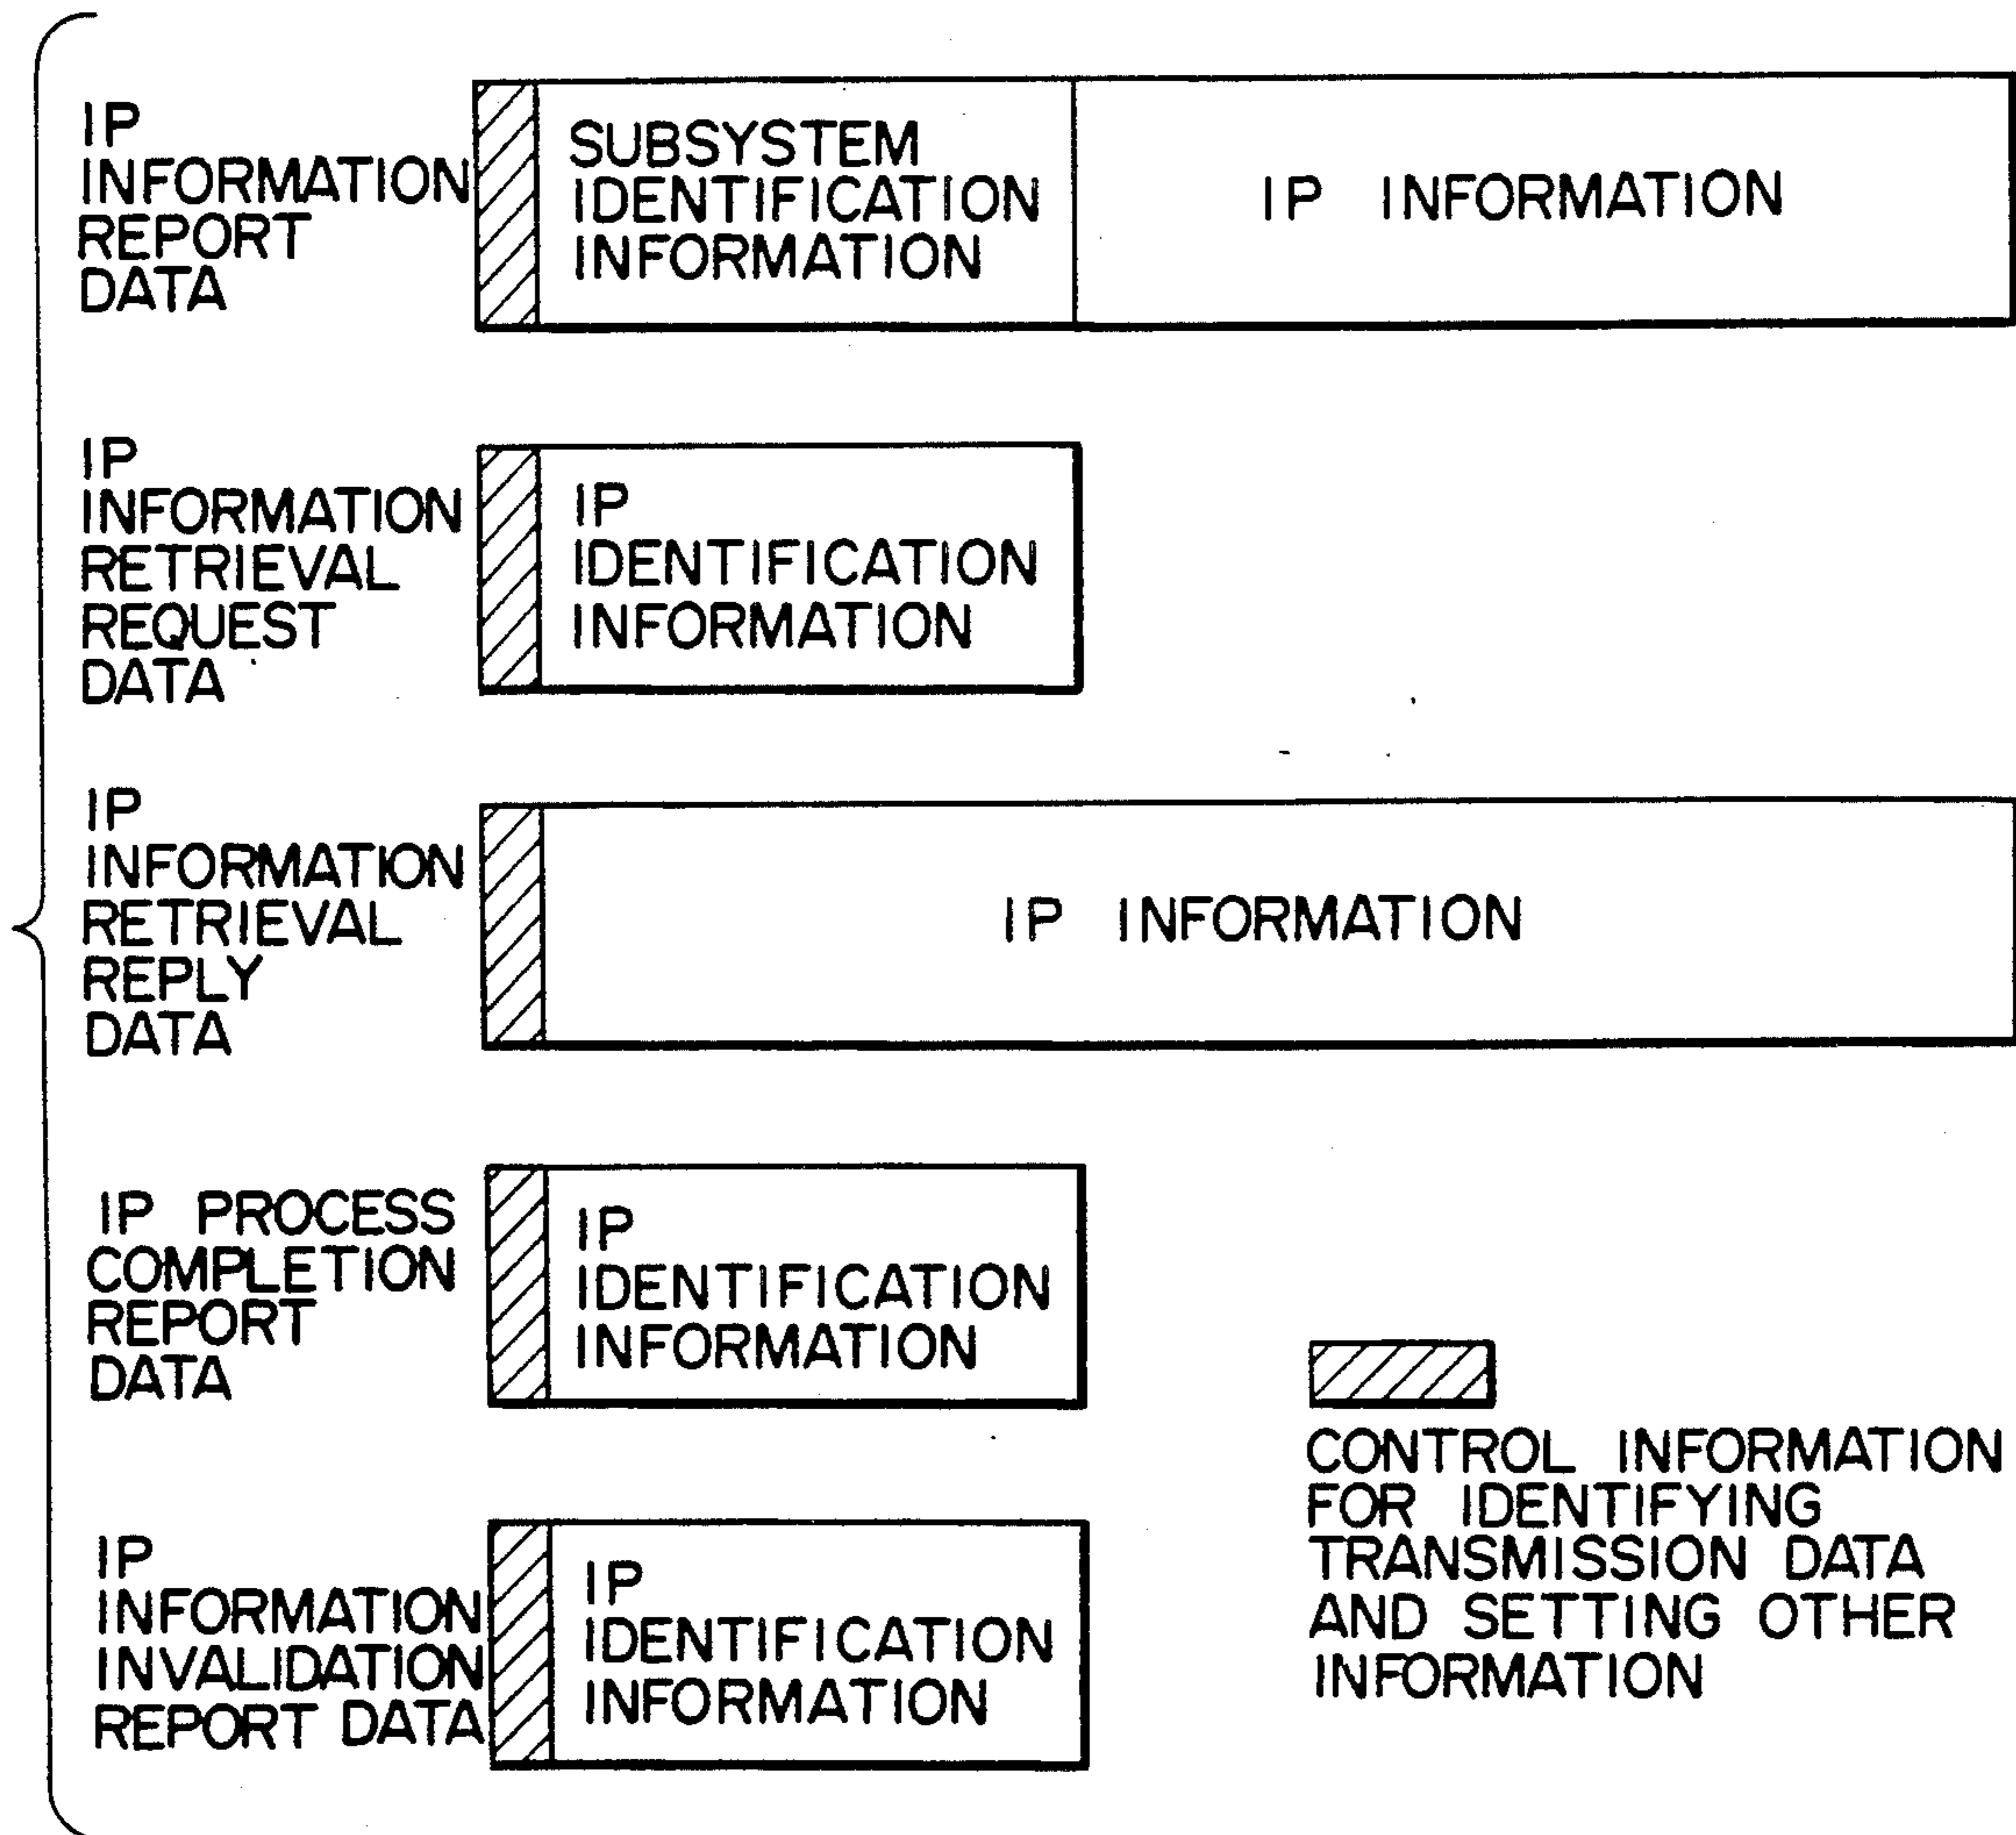 IP
INFORMATION
REPORT
DATA
SUBSYSTEM
IDENTIFICATION
INFORMATION
IP INFORMATION
IP
INFORMATION
RETRIEVAL
REQUEST
DATA
IP
IDENTIFICATION
INFORMATION
IP
INFORMATION
RETRIEVAL
REPLY
DATA
IP INFORMATION
IP PROCESS
COMPLETION
REPORT
DATA
IP
IDENTIFICATION
INFORMATION
IP
INFORMATION
INVALIDATION
REPORT DATA
IP
IDENTIFICATION
INFORMATION
CONTROL INFORMATION
FOR IDENTIFYING
TRANSMISSION DATA
AND SETTING OTHER
INFORMATION